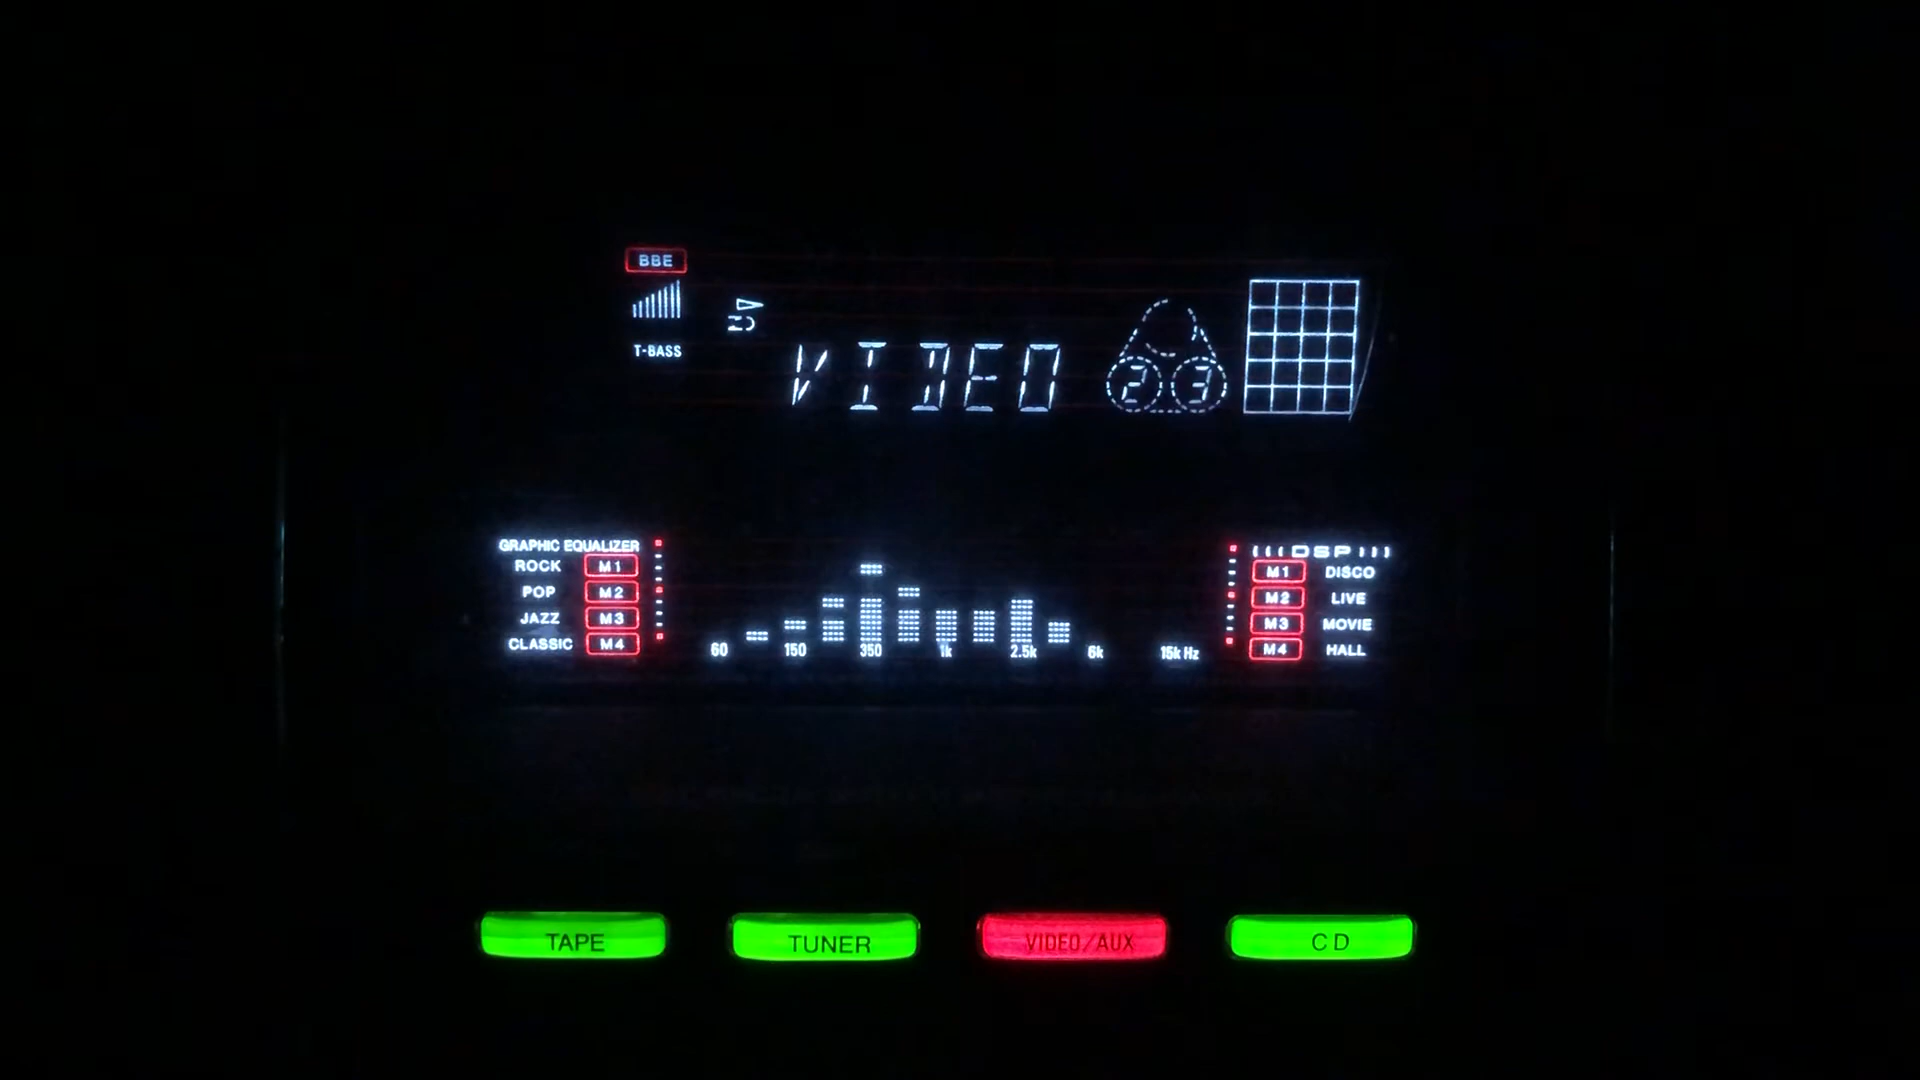 BBE
T-BASS
VIDEO
2 3
GRAPHIC EQUALIZER
ROCK M1
POP M2
JAZZ M3
CLASSIC M4
60 150 350 1k 2.5k 6k 15k Hz
DSP
M1 DISCO
M2 LIVE
M3 MOVIE
M4 HALL
TAPE TUNER VIDEO/AUX CD